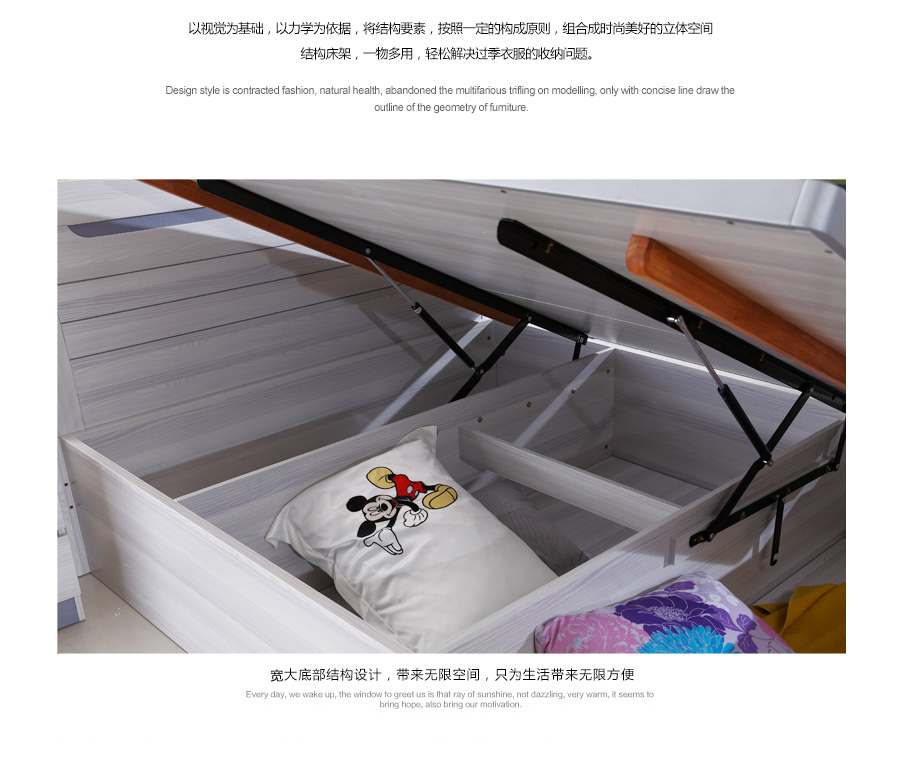 以视觉为基础，以力学为依据，将结构要素，按照一定的构成原则，组合成时尚美好的立体空间
结构床架，一物多用，轻松解决过季衣服的收纳问题。
Design style is contracted fashion, natural health, abandoned the multifarious trifling on modelling, only with concise line draw the
outline of the geometry of furniture.
宽大底部结构设计，带来无限空间，只为生活带来无限方便
Every day, we wake up, the window to greet us is that ray of sunshine, not dazzling, very warm, it seems to
bring hope, also bring our motivation.